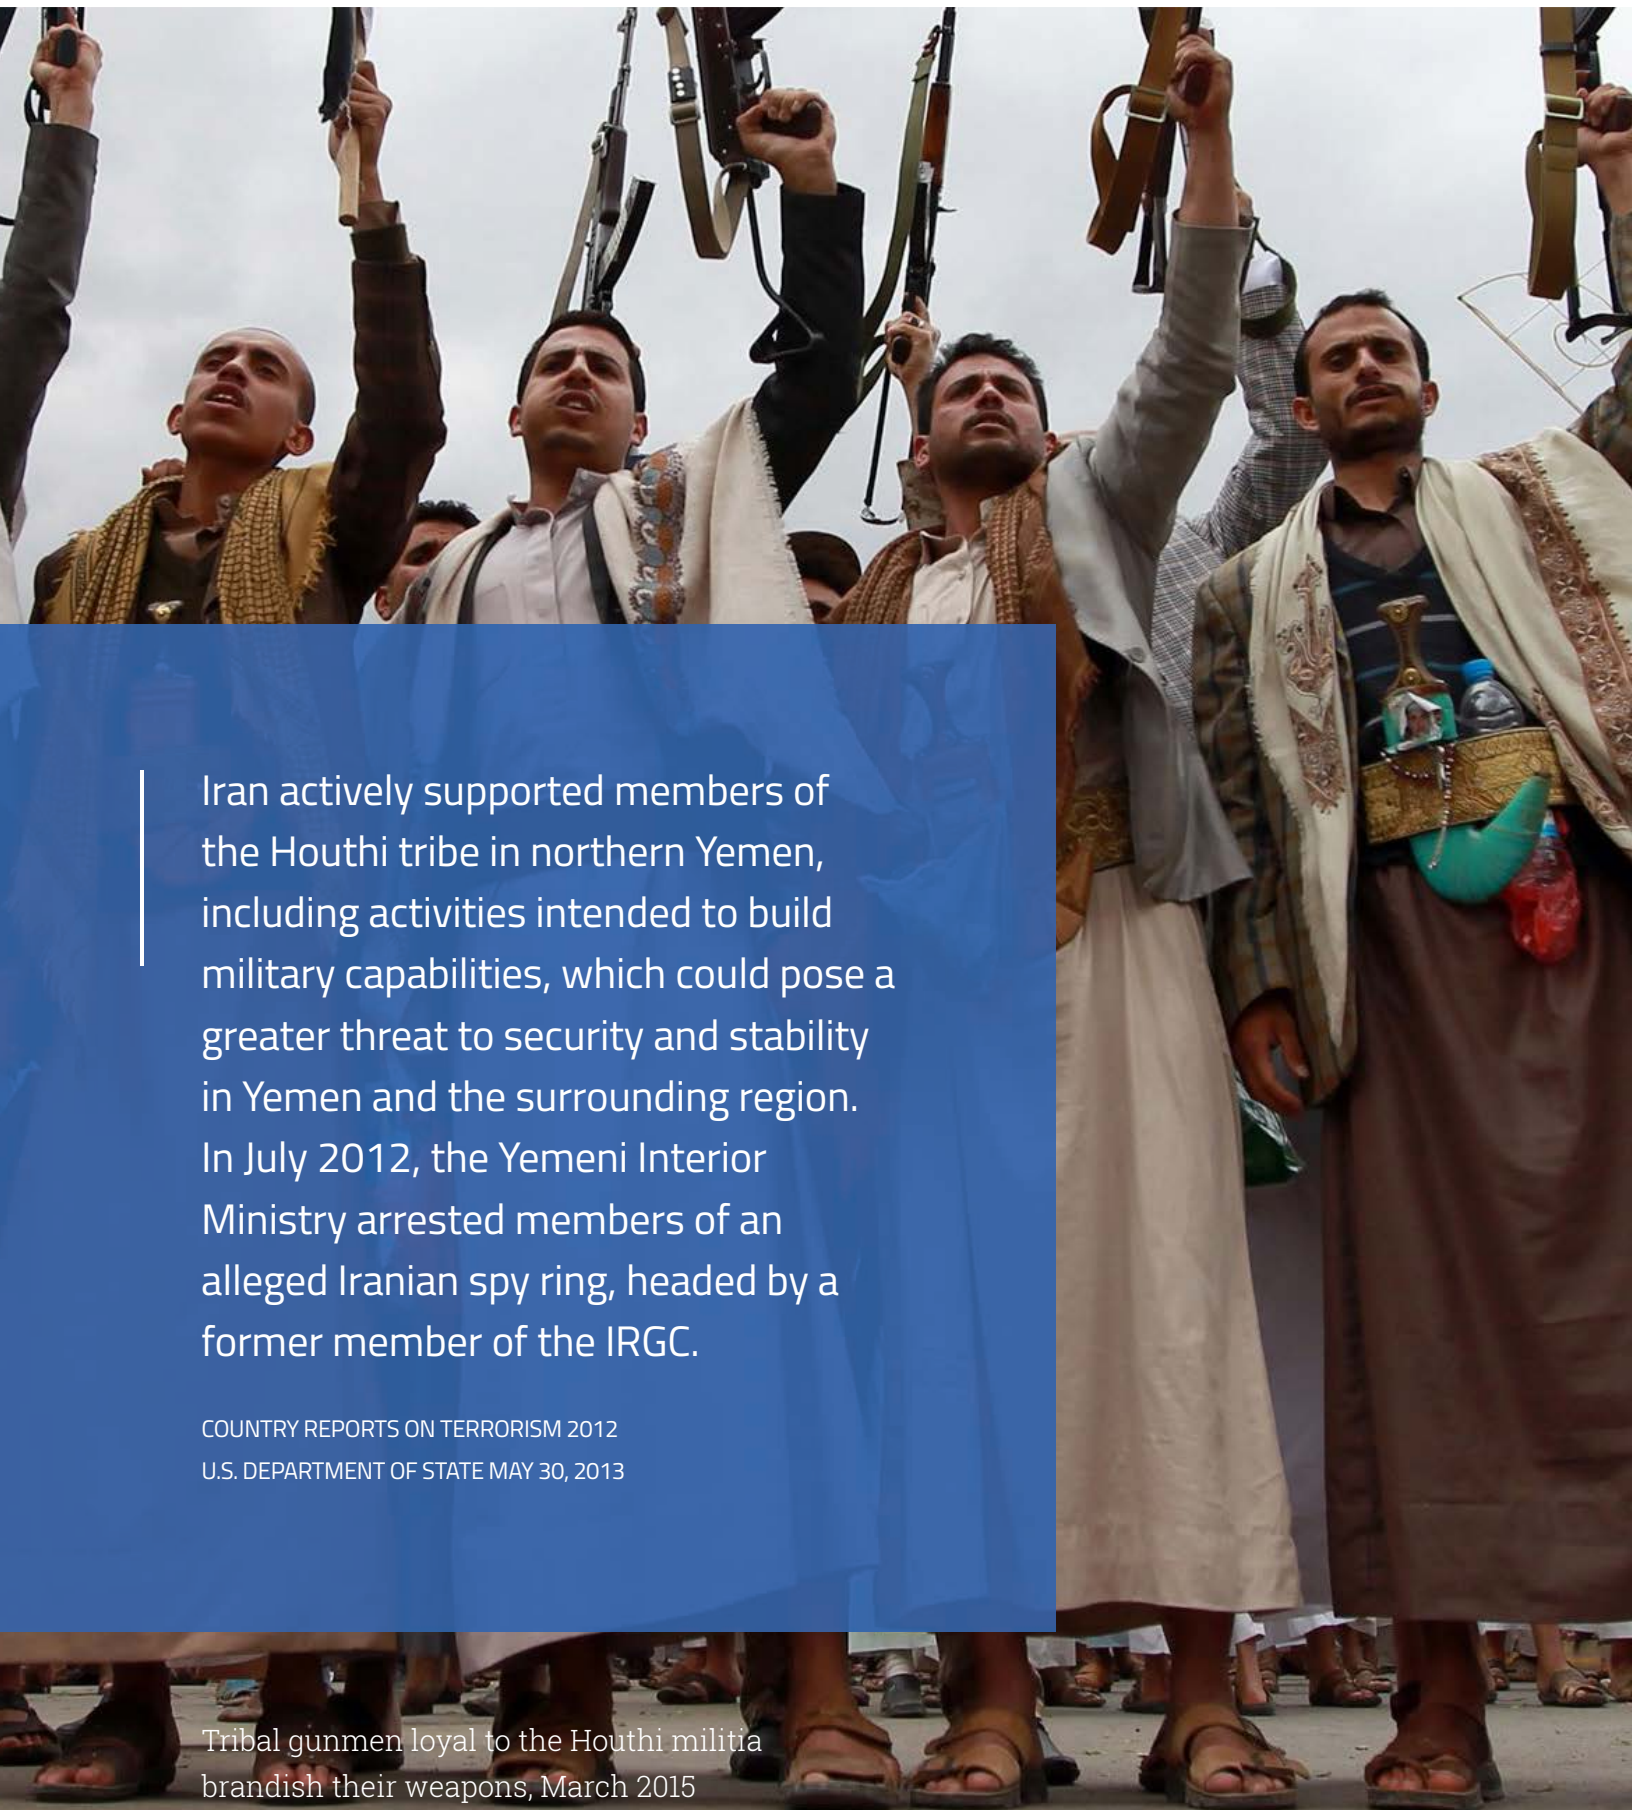 Iran actively supported members of
the Houthi tribe in northern Yemen,
including activities intended to build
military capabilities, which could pose a
greater threat to security and stability
in Yemen and the surrounding region.
In July 2012, the Yemeni Interior
Ministry arrested members of an
alleged Iranian spy ring, headed by a
former member of the IRGC.
COUNTRY REPORTS ON TERRORISM 2012
U.S. DEPARTMENT OF STATE MAY 30, 2013
Tribal gunmen loyal to the Houthi militia
brandish their weapons, March 2015